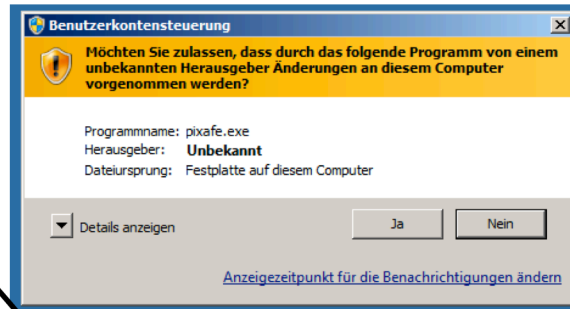 Benutzerkontensteuerung
Möchten Sie zulassen, dass durch das folgende Programm von einem
unbekannten Herausgeber Änderungen an diesem Computer
vorgenommen werden?
Programmname: pixafe.exe
Herausgeber: Unbekannt
Dateiursprung: Festplatte auf diesem Computer
Details anzeigen Ja Nein
Anzeigezeitpunkt für die Benachrichtigungen ändern